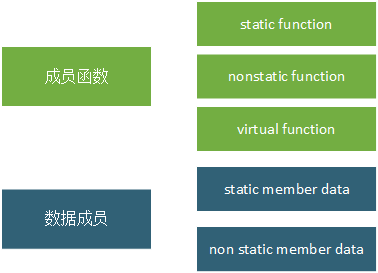 成员函数
static function
nonstatic function
virtual function
数据成员
static member data
non static member data